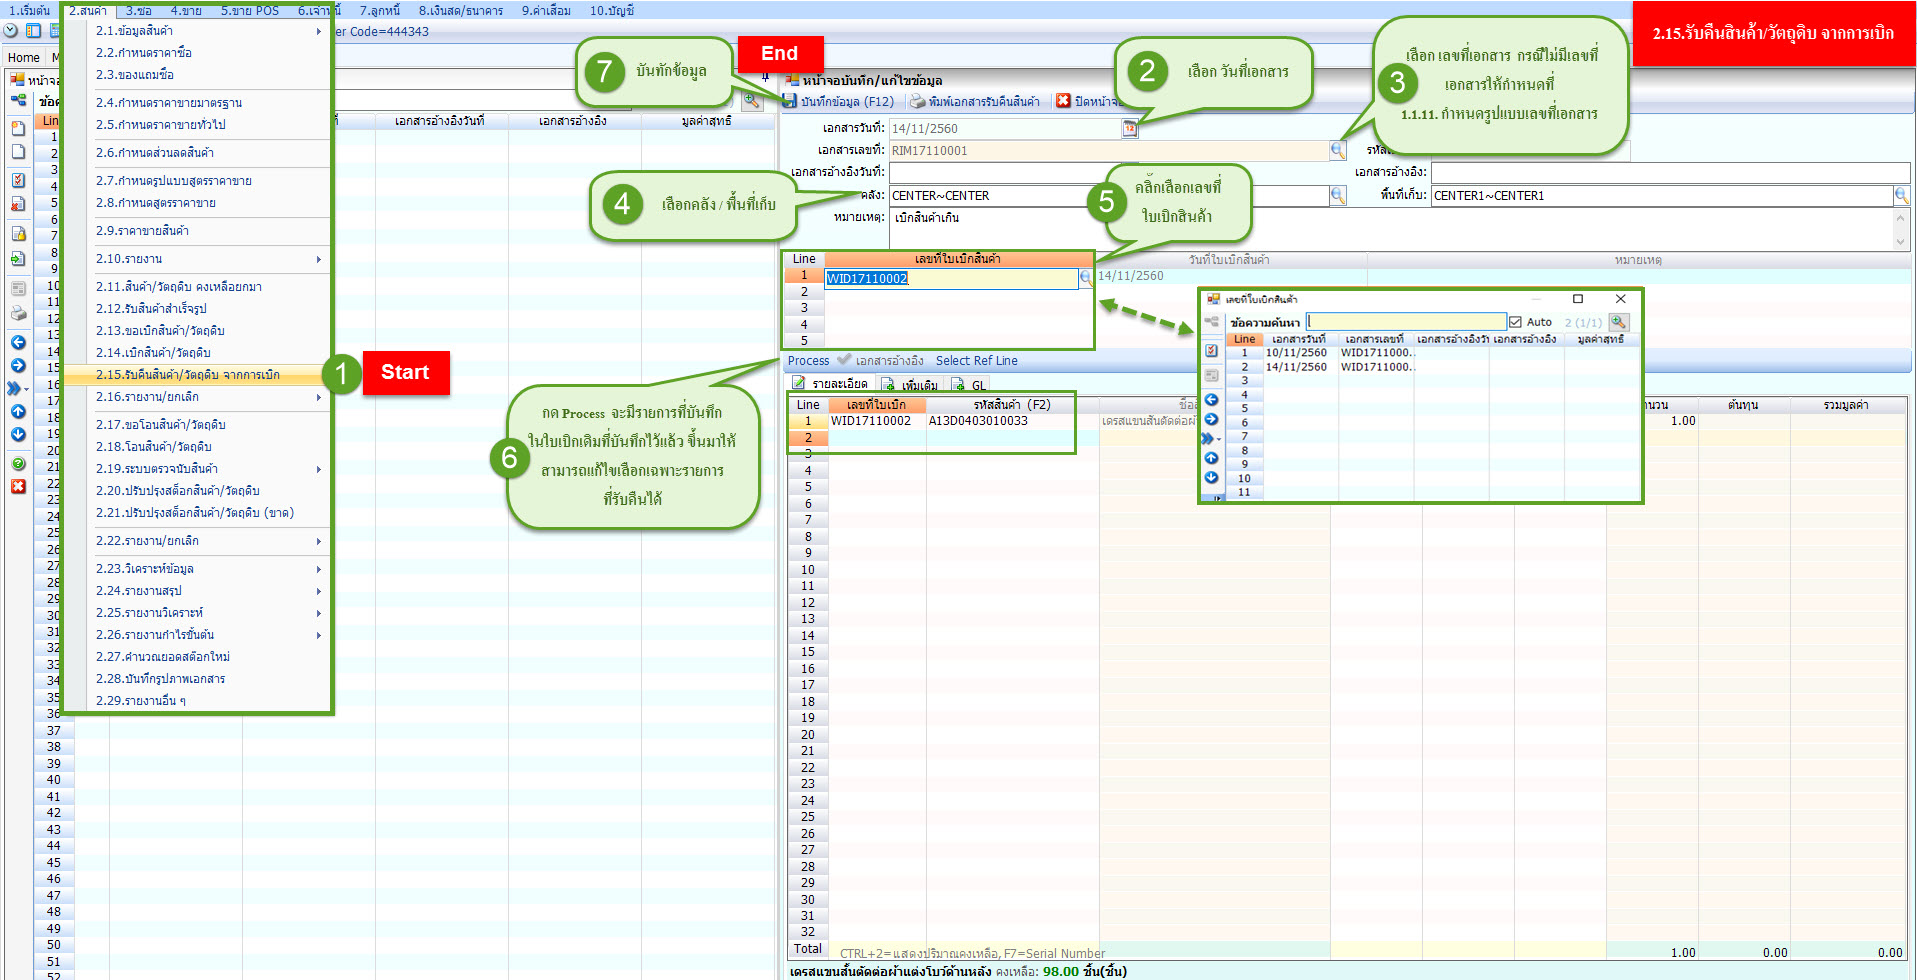 1.เริ่มต้น 2.สินค้า 3.ซื้อ 4.ขาย 5.ขาย POS 6.เจ้าหนี้ 7.ลูกหนี้ 8.เงินสด/ธนาคาร 9.ค่าเสื่อม 10.บัญชี
er Code=444343
Home
2.1.ข้อมูลสินค้า
2.2.กำหนดราคาซื้อ
2.3.ของแถมซื้อ
2.4.กำหนดราคาขายมาตรฐาน
2.5.กำหนดราคาขายทั่วไป
2.6.กำหนดส่วนลดสินค้า
2.7.กำหนดรูปแบบสูตรราคาขาย
2.8.กำหนดสูตรราคาขาย
2.9.ราคาขายสินค้า
2.10.รายงาน
2.11.สินค้า/วัตถุดิบ คงเหลือยกมา
2.12.รับสินค้าสำเร็จรูป
2.13.ขอเบิกสินค้า/วัตถุดิบ
2.14.เบิกสินค้า/วัตถุดิบ
2.15.รับคืนสินค้า/วัตถุดิบ จากการเบิก
2.16.รายงาน/ยกเลิก
2.17.ขอโอนสินค้า/วัตถุดิบ
2.18.โอนสินค้า/วัตถุดิบ
2.19.ระบบตรวจนับสินค้า
2.20.ปรับปรุงสต็อกสินค้า/วัตถุดิบ
2.21.ปรับปรุงสต็อกสินค้า/วัตถุดิบ (ขาด)
2.22.รายงาน/ยกเลิก
2.23.วิเคราะห์ข้อมูล
2.24.รายงานสรุป
2.25.รายงานวิเคราะห์
2.26.รายงานกำไรขั้นต้น
2.27.คำนวณยอดสต๊อกใหม่
2.28.บันทึกรูปภาพเอกสาร
2.29.รายงานอื่น ๆ
1
Start
เอกสารอ้างอิงวันที่ เอกสารอ้างอิง มูลค่าสุทธิ
36
37
38
39
40
41
42
43
44
45
46
47
48
49
50
51
52
7 บันทึกข้อมูล
End
2 เลือก วันที่เอกสาร
3
เลือก เลขที่เอกสาร กรณีไม่มีเลขที่
เอกสารให้กำหนดที่
1.1.11. กำหนดรูปแบบเลขที่เอกสาร
2.15.รับคืนสินค้า/วัตถุดิบ จากการเบิก
หน้าจอบันทึก/แก้ไขข้อมูล
บันทึกข้อมูล (F12) พิมพ์เอกสารรับคืนสินค้า
เอกสารวันที่: 14/11/2560
เอกสารเลขที่: RIM17110001
เอกสารอ้างอิงวันที่: เอกสารอ้างอิง:
คลัง: CENTER~CENTER พื้นที่เก็บ: CENTER1~CENTER1
หมายเหตุ: เบิกสินค้าเกิน
4 เลือกคลัง / พื้นที่เก็บ
5 คลิ๊กเลือกเลขที่
ใบเบิกสินค้า
Line เลขที่ใบเบิกสินค้า วันที่ใบเบิกสินค้า หมายเหตุ
1 WID17110002 14/11/2560
2
3
4
5
Process เอกสารอ้างอิง Select Ref Line
รายละเอียด เพิ่มเติม GL
Line เลขที่ใบเบิก รหัสสินค้า (F2) ต้นทุน รวมมูลค่า
1 WID17110002 A13D0403010033 เดรสแขนสั้นตัดต่อผ้า 1.00
2
3
4
5
6
7
8
9
10
11
12
13
14
15
16
17
18
19
20
21
22
23
24
25
26
27
28
29
30
31
32
Total CTRL+2=แสดงปริมาณคงเหลือ, F7=Serial Number 1.00 0.00 0.00
เดรสแขนสั้นตัดต่อผ้าแต่งโบว์ด้านหลัง คงเหลือ: 98.00 ชิ้น(ชิ้น)
6
กด Process จะมีรายการที่บันทึก
ในใบเบิกเดิมที่บันทึกไว้แล้ว ขึ้นมาให้
สามารถแก้ไขเลือกเฉพาะรายการ
ที่รับคืนได้
เลขที่ใบเบิกสินค้า
ข้อความค้นหา Auto 2 (1/1)
Line เอกสารวันที่ เอกสารเลขที่ เอกสารอ้างอิงวัน เอกสารอ้างอิง มูลค่าสุทธิ
1 10/11/2560 WID1711000..
2 14/11/2560 WID1711000..
3
4
5
6
7
8
9
10
11